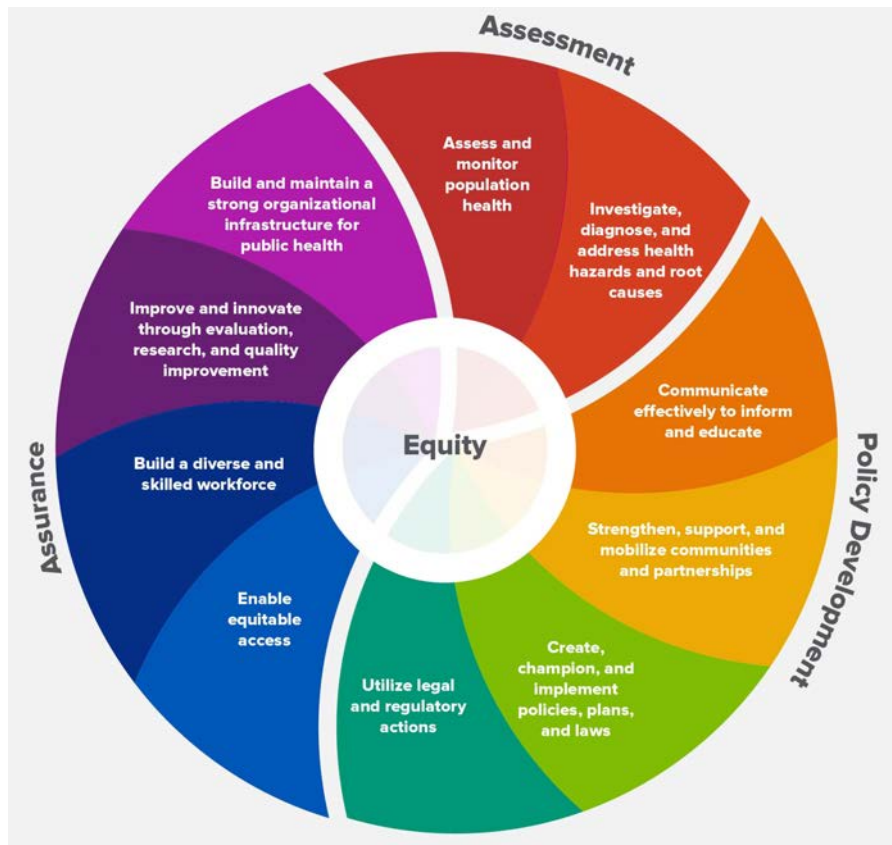 Assessment
Assess and
monitor
population
health
Investigate,
diagnose, and
address health
hazards and root
causes
Policy Development
Communicate
effectively to inform
and educate
Strengthen, support, and
mobilize communities
and partnerships
Create,
champion, and
implement
policies, plans,
and laws
Utilize legal
and regulatory
actions
Assurance
Enable
equitable
access
Build a diverse and
skilled workforce
Improve and innovate
through evaluation,
research, and quality
improvement
Build and maintain a
strong organizational
infrastructure for
public health
Equity